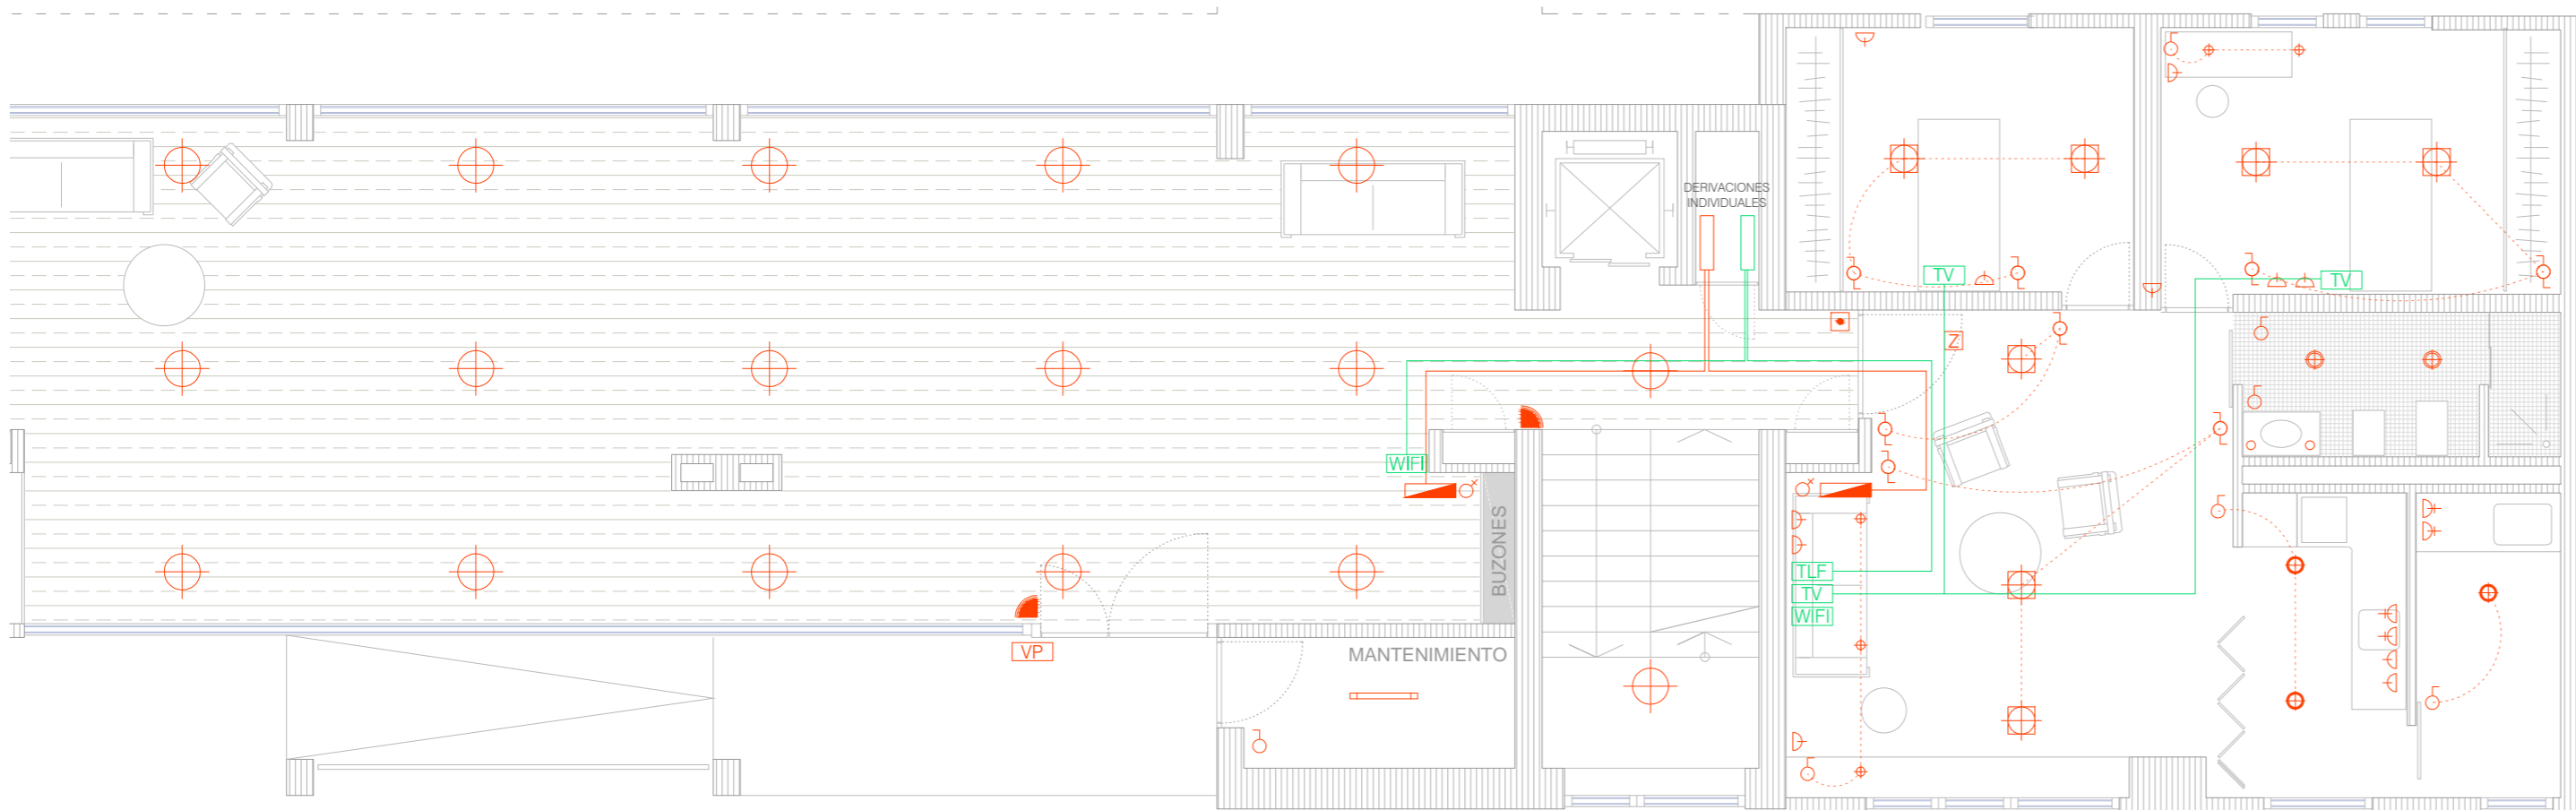 DERIVACIONES
INDIVIDUALES
TV
TV
Z
WIFI
BUZONES
TLF
TV
WIFI
VP
MANTENIMIENTO